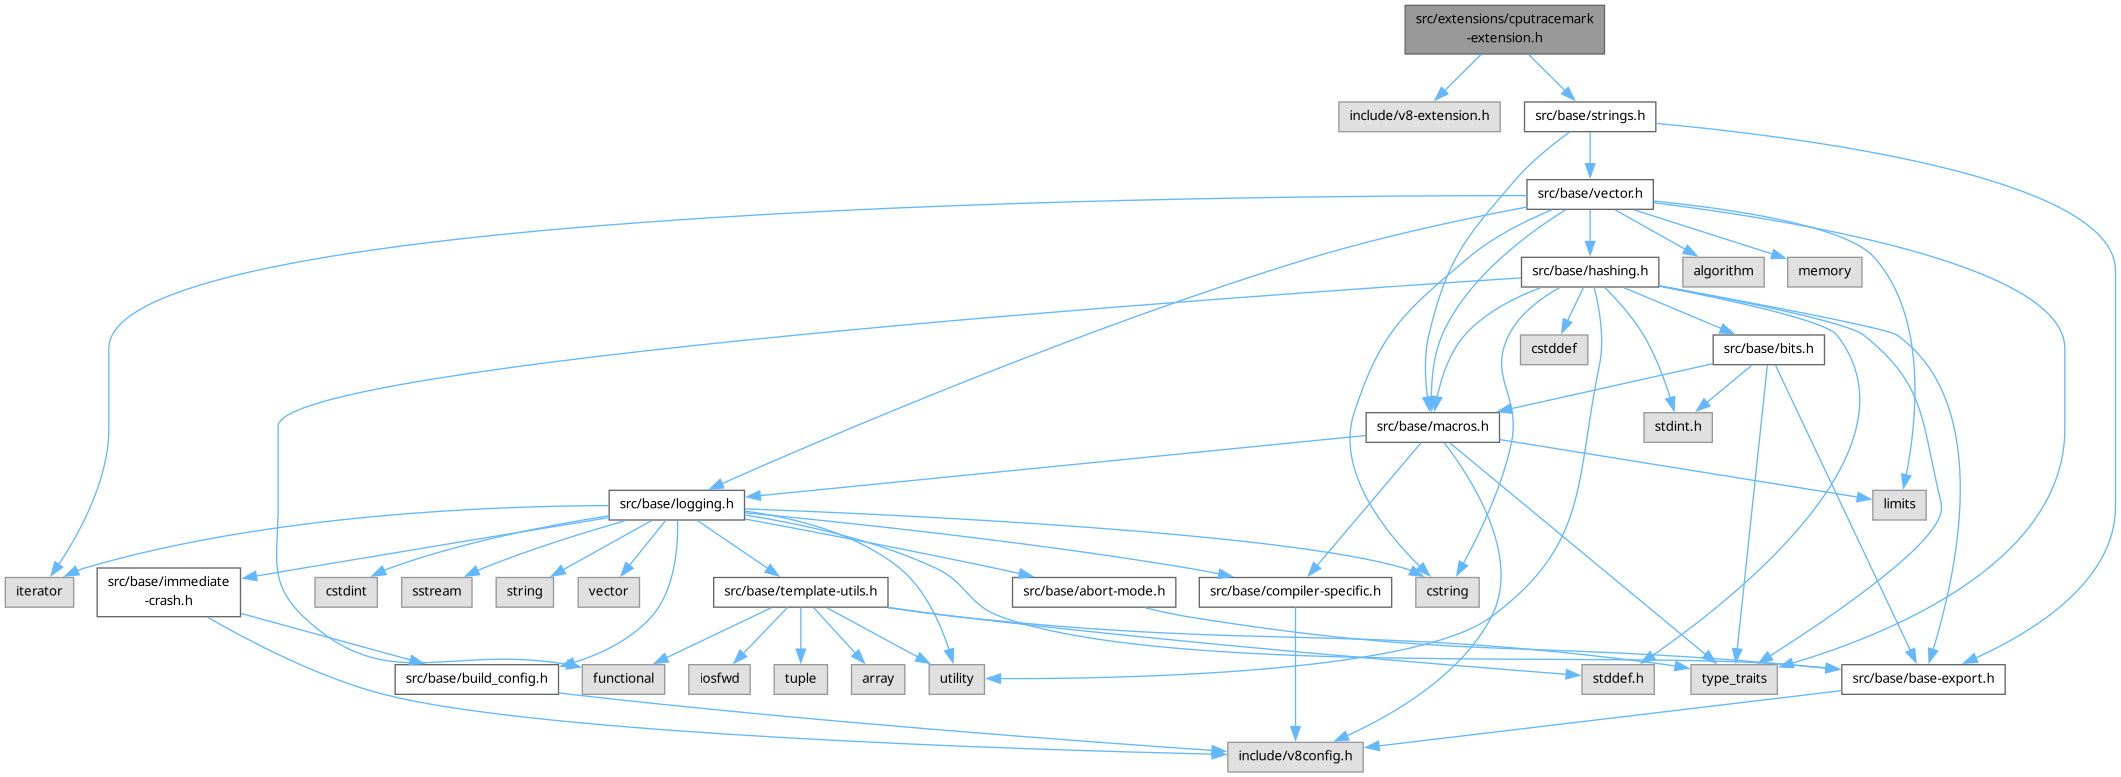 src/extensions/cputracemark
-extension.h
include/v8-extension.h
src/base/strings.h
src/base/vector.h
src/base/hashing.h
algorithm
memory
cstddef
src/base/bits.h
src/base/macros.h
stdint.h
src/base/logging.h
limits
iterator
src/base/immediate
-crash.h
cstdint
sstream
string
vector
src/base/template-utils.h
src/base/abort-mode.h
src/base/compiler-specific.h
cstring
src/base/build_config.h
functional
iosfwd
tuple
array
utility
stddef.h
type_traits
src/base/base-export.h
include/v8config.h